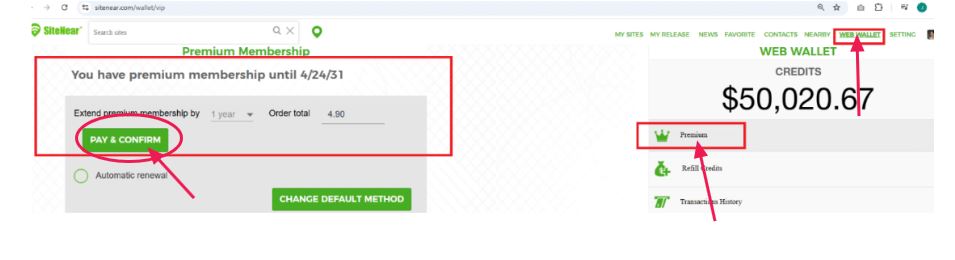 sitenear.com/wallet/vip
SiteNear
Search sites
MY SITES MY RELEASE NEWS FAVORITE CONTACTS NEARBY WEB WALLET SETTING
Premium Membership
You have premium membership until 4/24/31
Extend premium membership by 1 year Order total 4.90
PAY & CONFIRM
Automatic renewal
CHANGE DEFAULT METHOD
WEB WALLET
CREDITS
$50,020.67
Premium
Refill Credits
Transactions History